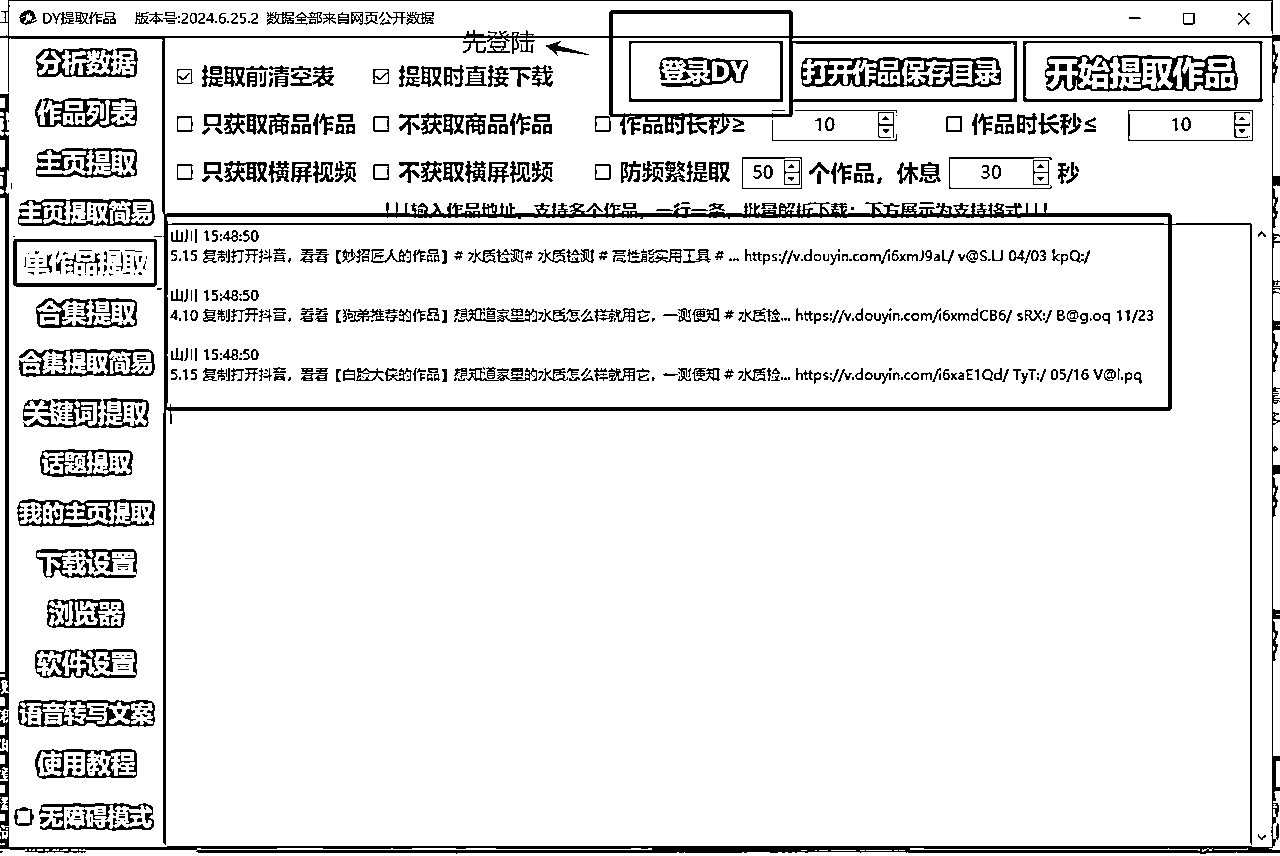 DY提取作品 版本号:2024.6.25.2 数据全部来自网页公开数据
先登陆
分析数据
作品列表
主页提取
主页提取简易
单作品提取
合集提取
合集提取简易
关键词提取
话题提取
我的主页提取
下载设置
浏览器
软件设置
语音转写文案
使用教程
无障碍模式
提取前清空表 提取时直接下载 登录DY 打开作品保存目录 开始提取作品
只获取商品作品 不获取商品作品 作品时长秒≥ 10 作品时长秒≤ 10
只获取横屏视频 不获取横屏视频 防频繁提取 50 个作品，休息 30 秒
!!!输入作品地址，支持多个作品，一行一条，批量解析下载；下方展示为支持格式!!!
山川 15:48:50
5.15 复制打开抖音，看看【妙招匠人的作品】# 水质检测# 水质检测 # 高性能实用工具 # ... https://v.douyin.com/i6xmJ9aL/ v@S.LJ 04/03 kpQ:/
山川 15:48:50
4.10 复制打开抖音，看看【狗弟推荐的作品】想知道家里的水质怎么样就用它，一测便知 # 水质检... https://v.douyin.com/i6xmdCB6/ sRX:/ B@g.oq 11/23
山川 15:48:50
5.15 复制打开抖音，看看【白脸大侠的作品】想知道家里的水质怎么样就用它，一测便知 # 水质检... https://v.douyin.com/i6xaE1Qd/ TyT:/ 05/16 V@l.pq